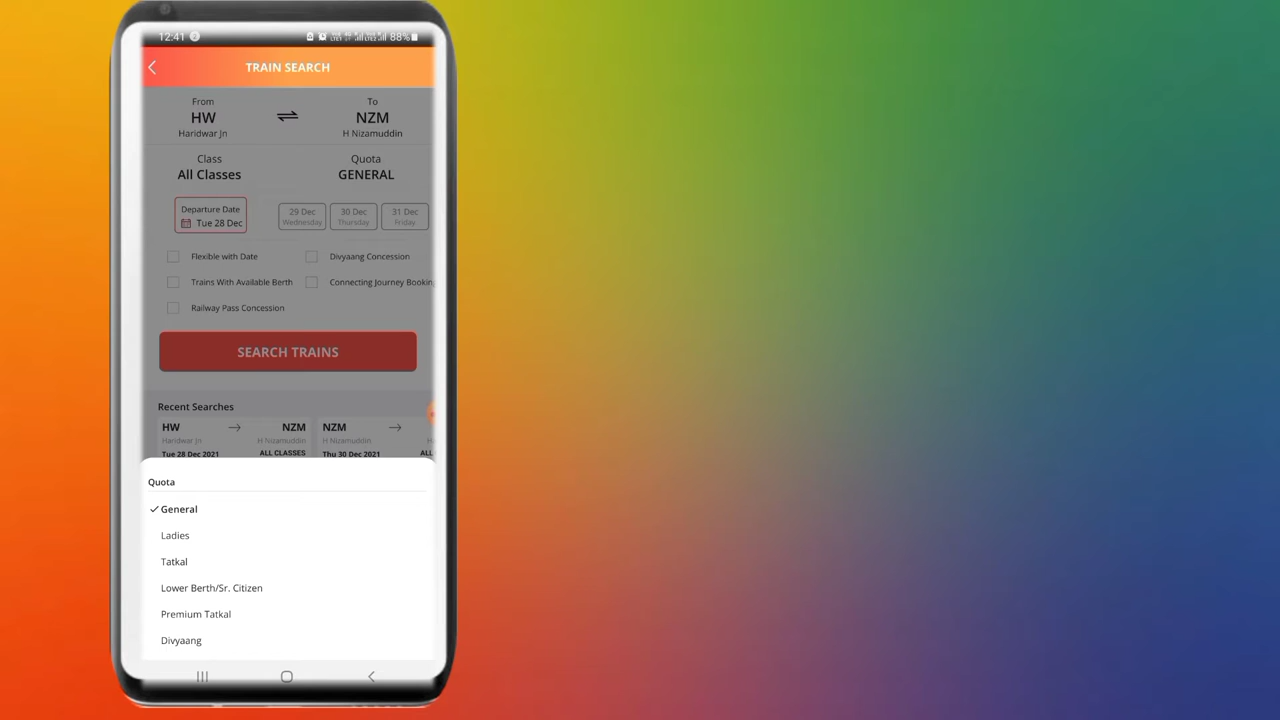 12:41
88%
TRAIN SEARCH
From
To
HW
NZM
Haridwar Jn
H Nizamuddin
Class
Quota
All Classes
GENERAL
Departure Date
Tue 28 Dec
29 Dec
Wednesday
30 Dec
Thursday
31 Dec
Friday
Flexible with Date
Divyaang Concession
Trains With Available Berth
Connecting Journey Booking
Railway Pass Concession
SEARCH TRAINS
Recent Searches
HW
NZM
NZM
Haridwar Jn
H Nizamuddin
H Nizamuddin
Tue 28 Dec 2021
ALL CLASSES
Thu 30 Dec 2021
ALL
Quota
General
Ladies
Tatkal
Lower Berth/Sr. Citizen
Premium Tatkal
Divyaang